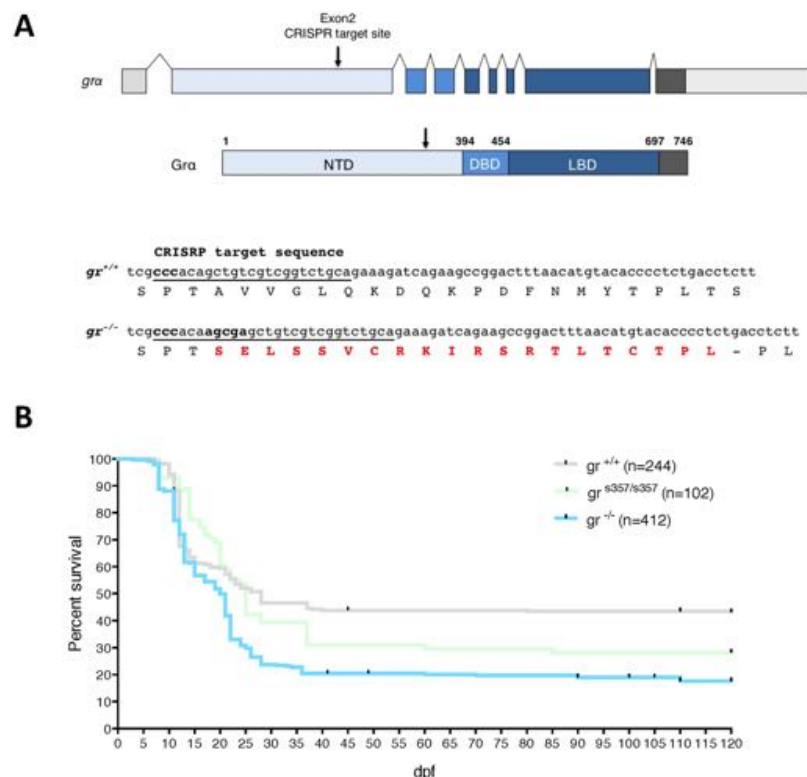 A
Exon2
CRISPR target site
grα
1 394 454 697 746
Grα NTD DBD LBD
CRISRP target sequence
gr+/+ tcgcccacagctgtcgtcggtctgcagaaagatcagaagccggactttaacatgtacacccctctgacctctt
S P T A V V G L Q K D Q K P D F N M Y T P L T S
gr-/- tcgcccacaagcgagctgtcgtcggtctgcagaaagatcagaagccggactttaacatgtacacccctctgacctctt
S P T S E L S S V C R K I R S R T L T C T P L - P L
B
Percent survival
100
90
80
70
60
50
40
30
20
10
0
gr +/+ (n=244)
gr s357/s357 (n=102)
gr -/- (n=412)
0 5 10 15 20 25 30 35 40 45 50 55 60 65 70 75 80 85 90 95 100 105 110 115 120
dpf